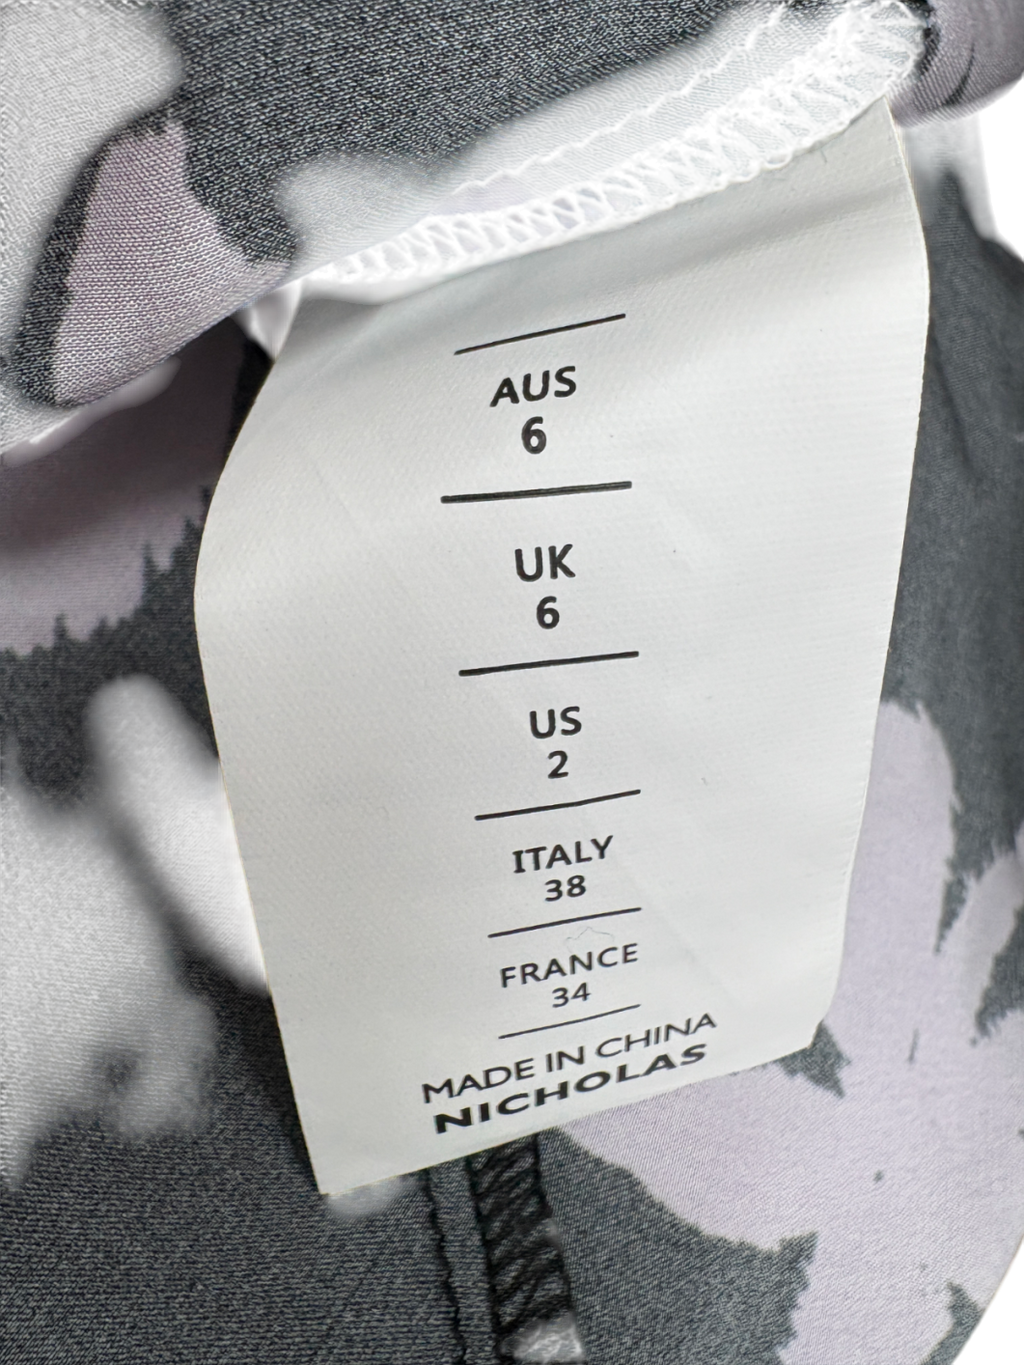 AUS
6
UK
6
US
2
ITALY
38
FRANCE
34
MADE IN CHINA
NICHOLAS